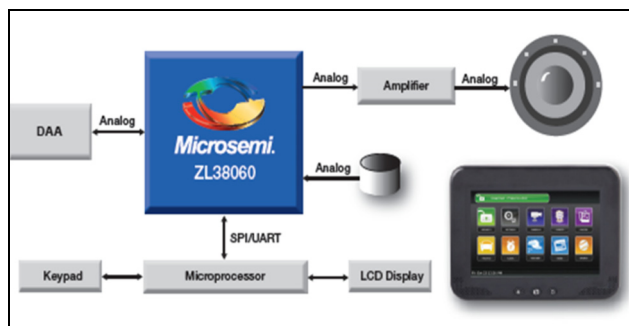 Analog
Amplifier
Analog
DAA
Analog
Microsemi.
ZL38060
Analog
SPI/UART
Keypad
Microprocessor
LCD Display